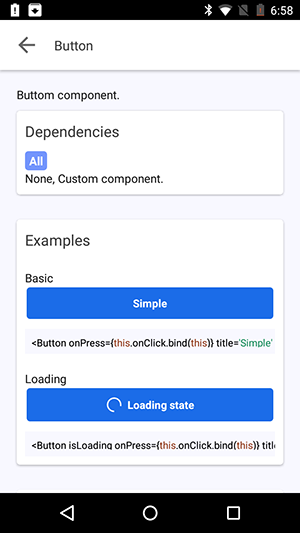 6:58
Button
Buttom component.
Dependencies
All
None, Custom component.
Examples
Basic
Simple
<Button onPress={this.onClick.bind(this)} title='Simple'
Loading
Loading state
<Button isLoading onPress={this.onClick.bind(this)} title